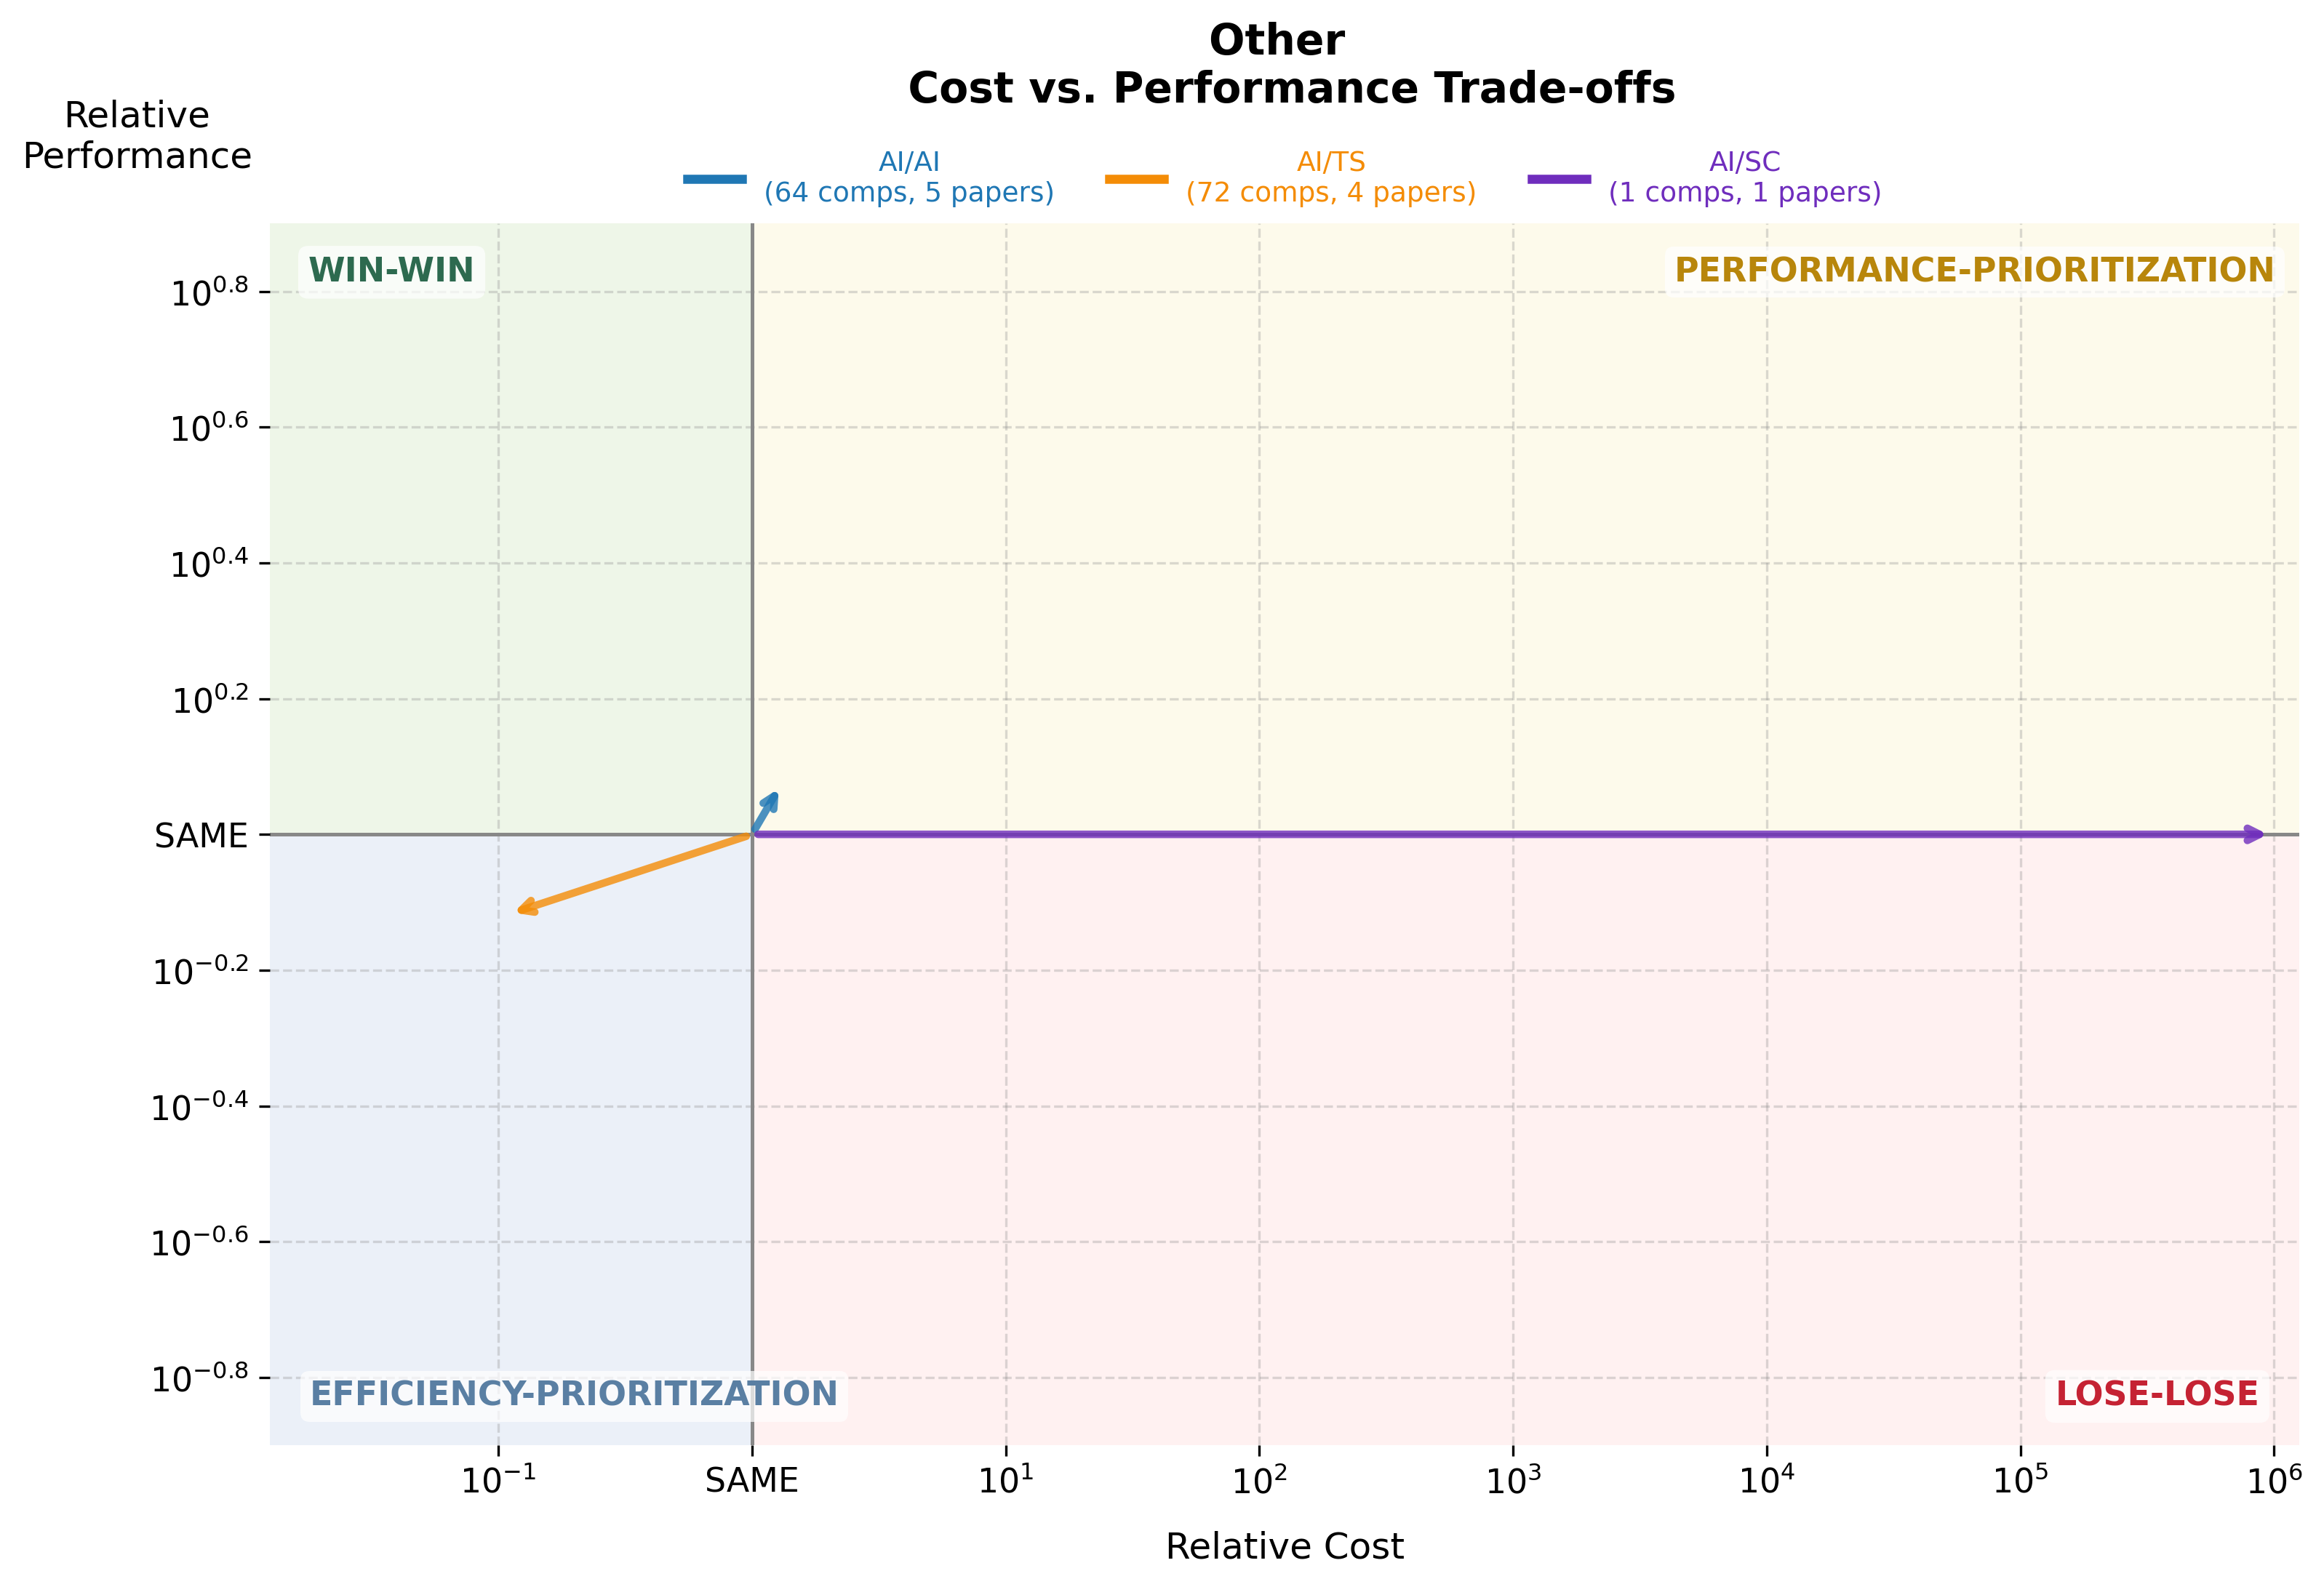 Other
Cost vs. Performance Trade-offs
Relative
Performance
AI/AI
(64 comps, 5 papers)
AI/TS
(72 comps, 4 papers)
AI/SC
(1 comps, 1 papers)
WIN-WIN
PERFORMANCE-PRIORITIZATION
10^0.8
10^0.6
10^0.4
10^0.2
SAME
10^−0.2
10^−0.4
10^−0.6
10^−0.8
EFFICIENCY-PRIORITIZATION
LOSE-LOSE
10^−1 SAME 10^1 10^2 10^3 10^4 10^5 10^6
Relative Cost